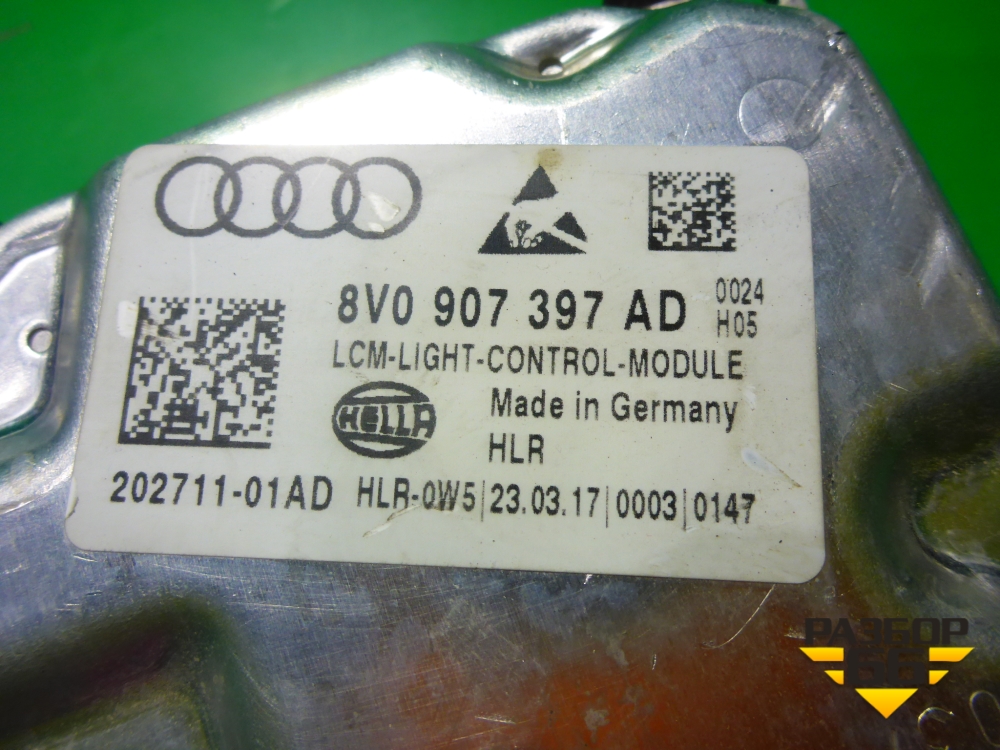 8V0 907 397 AD
0024
H05
LCM-LIGHT-CONTROL-MODULE
HELLA
Made in Germany
HLR
202711-01AD HLR-0W5|23.03.17|0003|0147
РАЗБОР